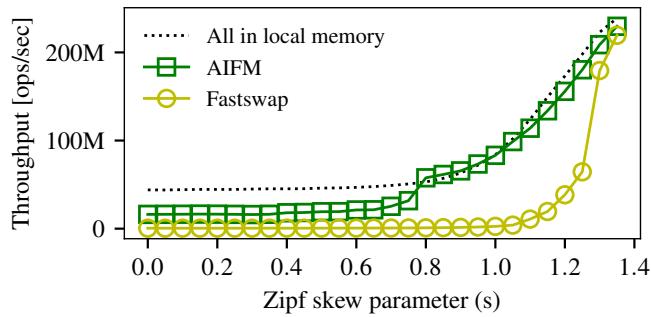 Throughput [ops/sec]
200M
100M
0
All in local memory
AIFM
Fastswap
0.0 0.2 0.4 0.6 0.8 1.0 1.2 1.4
Zipf skew parameter (s)